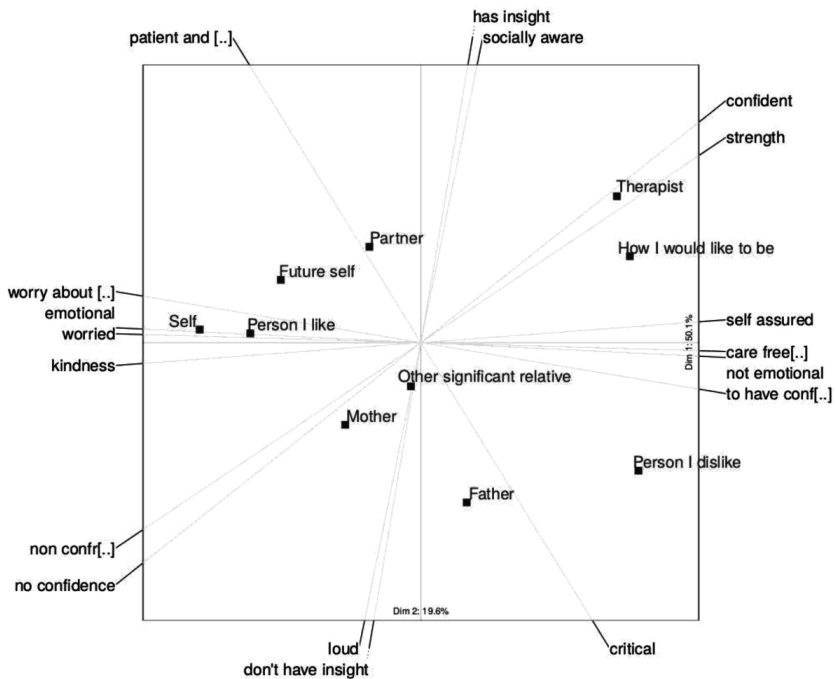 has insight
patient and [..]
socially aware
confident
strength
Therapist
Partner
How I would like to be
Future self
worry about [..]
emotional
Self
Person I like
self assured
worried
Dim 1: 50.1%
care free[..]
kindness
not emotional
Other significant relative
to have conf[..]
Mother
Person I dislike
Father
non confr[..]
no confidence
Dim 2: 19.6%
loud
critical
don't have insight